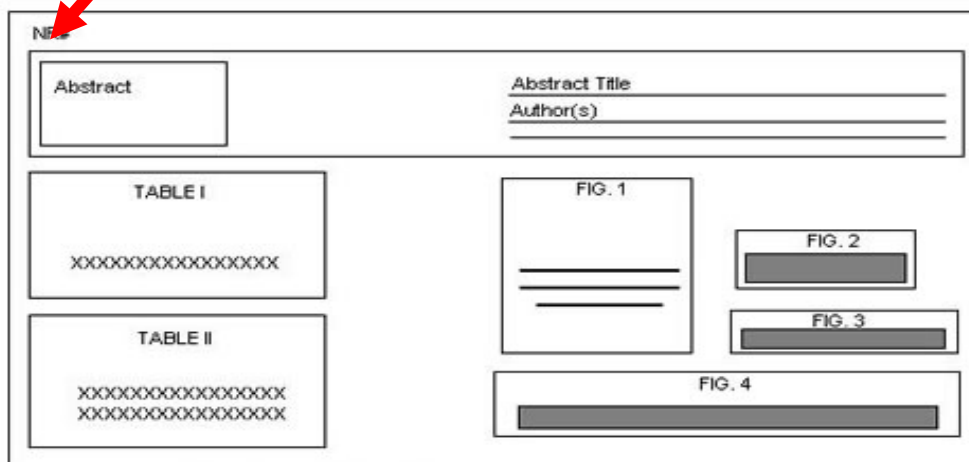 Abstract
Abstract Title
Author(s)
TABLE I
XXXXXXXXXXXXXXXX
TABLE II
XXXXXXXXXXXXXXXX
XXXXXXXXXXXXXXXX
FIG. 1
FIG. 2
FIG. 3
FIG. 4